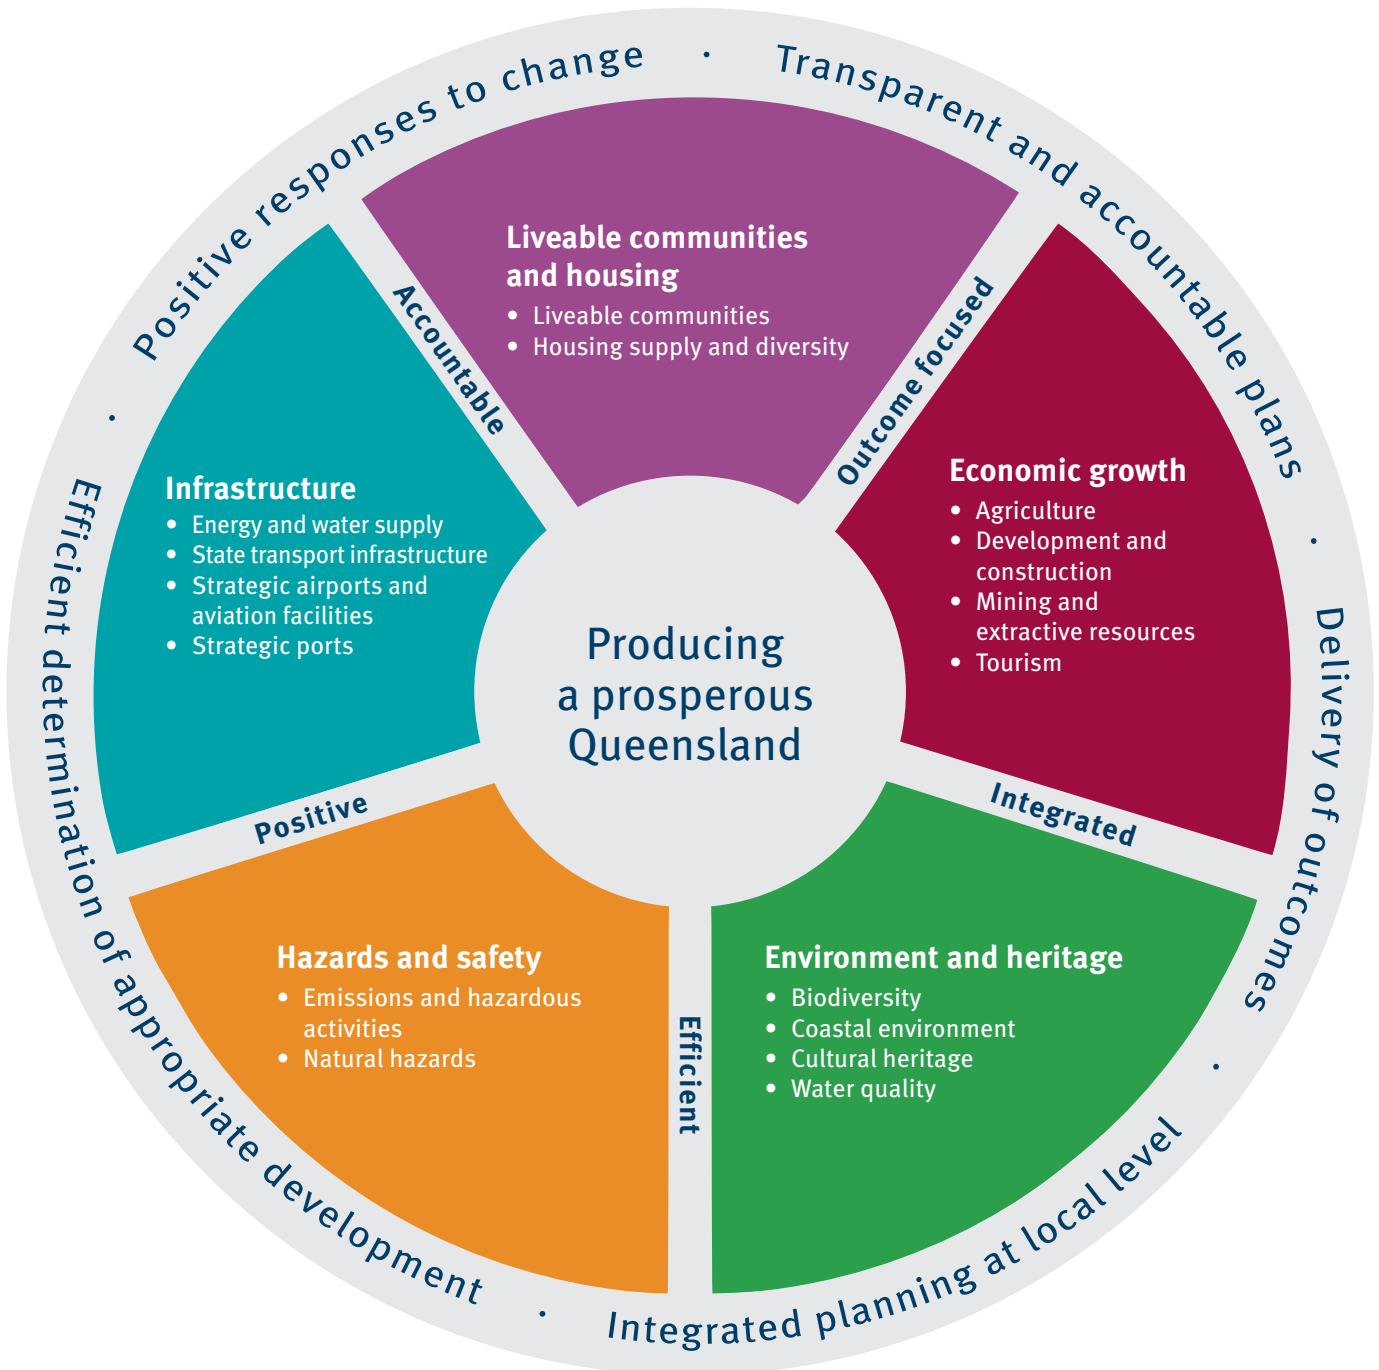 Positive responses to change
·
Transparent and accountable plans
·
Delivery of outcomes
·
Integrated planning at local level
·
Efficient determination of appropriate development
·
Liveable communities
and housing
• Liveable communities
• Housing supply and diversity
Outcome focused
Economic growth
• Agriculture
• Development and
construction
• Mining and
extractive resources
• Tourism
Integrated
Environment and heritage
• Biodiversity
• Coastal environment
• Cultural heritage
• Water quality
Efficient
Hazards and safety
• Emissions and hazardous
activities
• Natural hazards
Positive
Infrastructure
• Energy and water supply
• State transport infrastructure
• Strategic airports and
aviation facilities
• Strategic ports
Accountable
Producing
a prosperous
Queensland